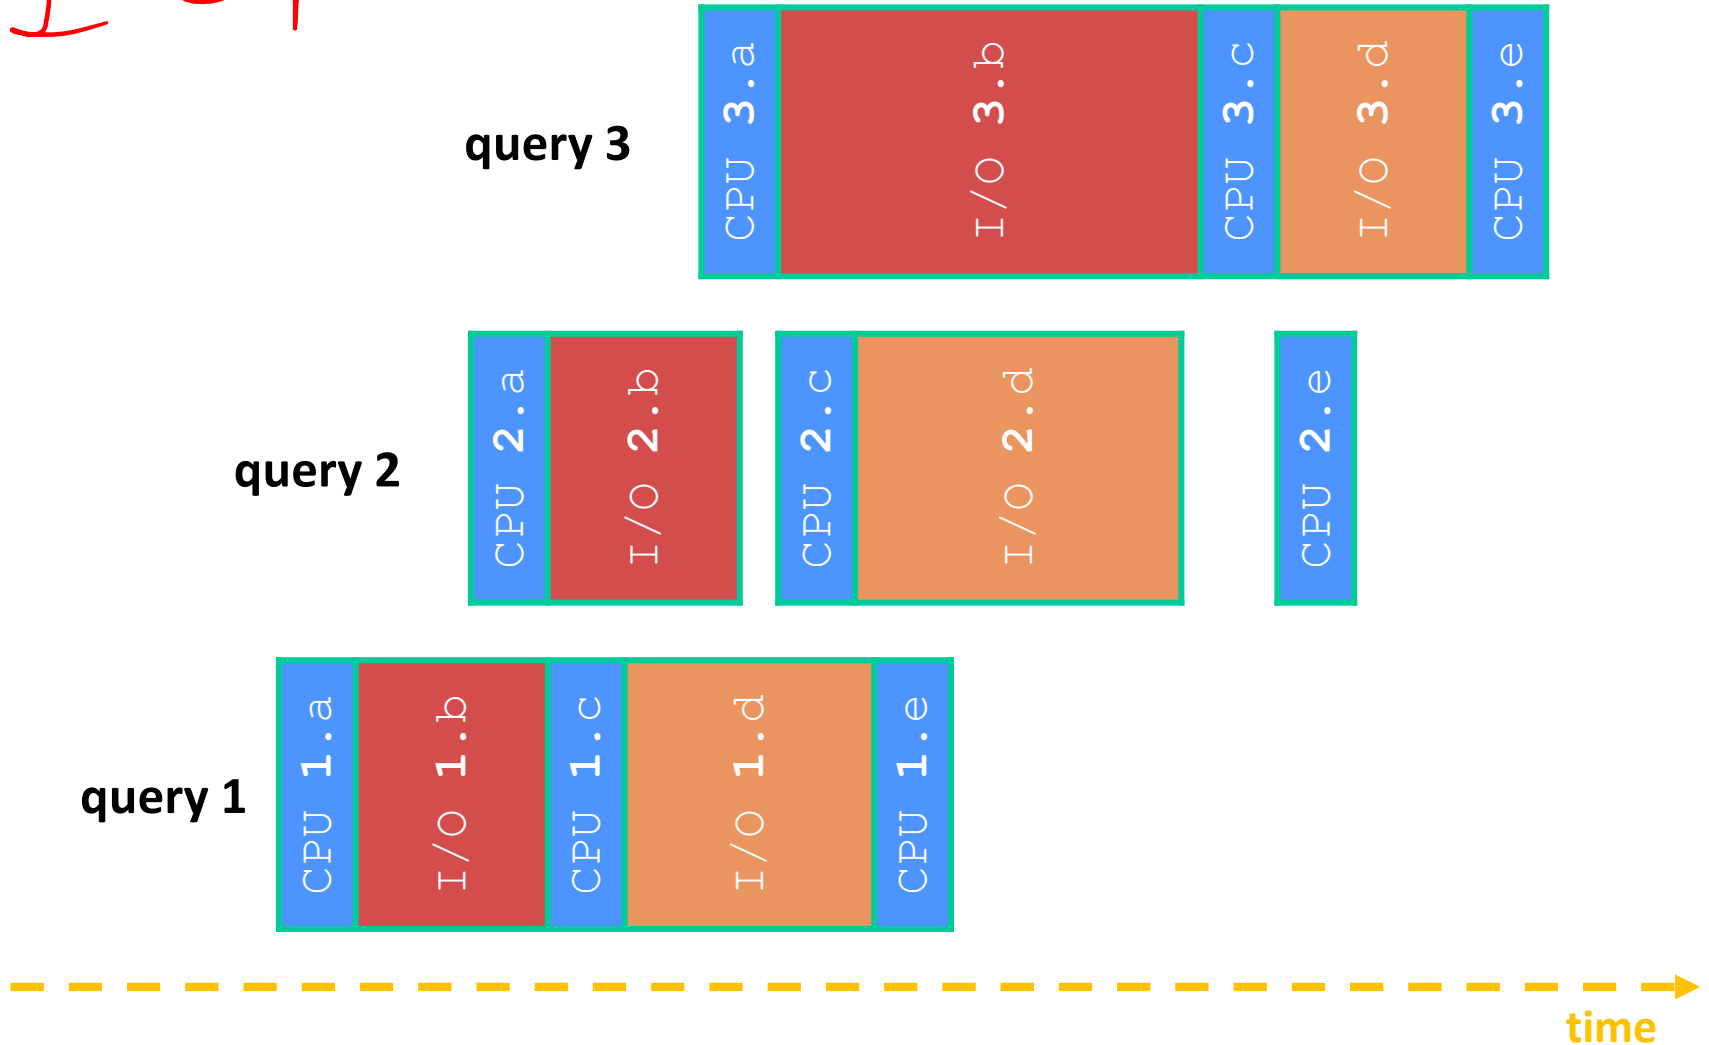 query 3
CPU 3.a
I/O 3.b
CPU 3.c
I/O 3.d
CPU 3.e
query 2
CPU 2.a
I/O 2.b
CPU 2.c
I/O 2.d
CPU 2.e
query 1
CPU 1.a
I/O 1.b
CPU 1.c
I/O 1.d
CPU 1.e
time